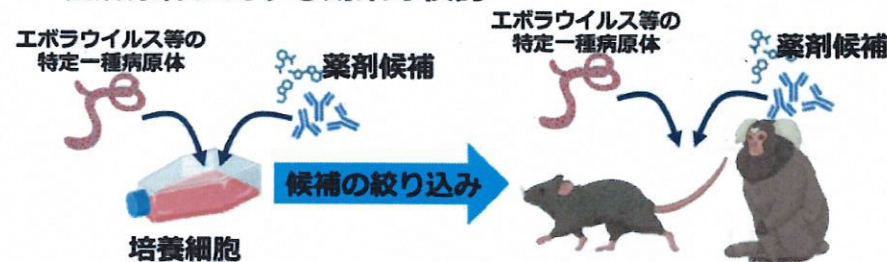 エボラウイルス等の
特定一種病原体
薬剤候補
培養細胞
候補の絞り込み
エボラウイルス等の
特定一種病原体
薬剤候補